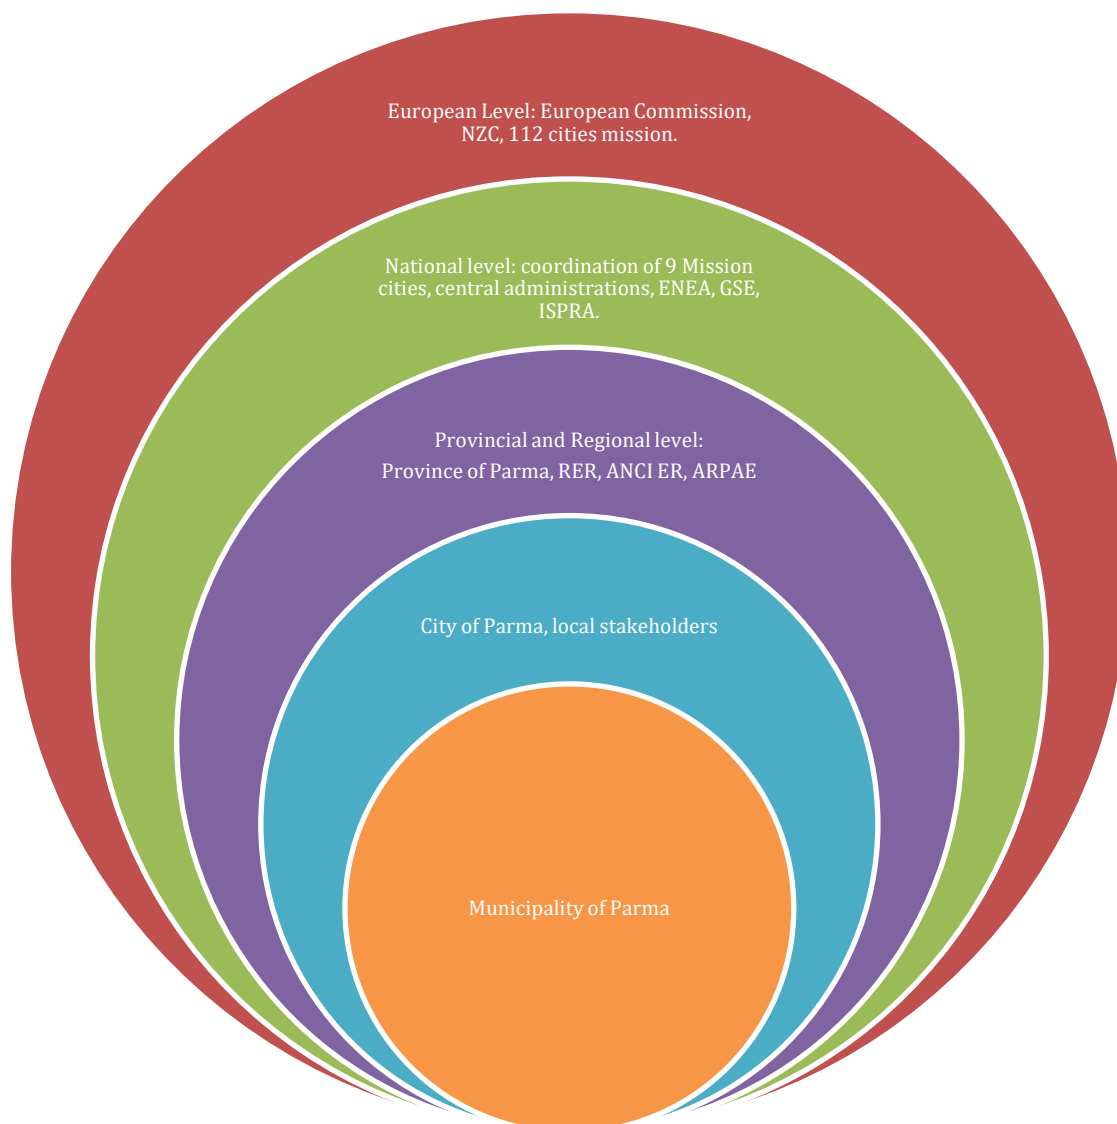 European Level: European Commission,
NZC, 112 cities mission.
National level: coordination of 9 Mission
cities, central administrations, ENEA, GSE,
ISPRA.
Provincial and Regional level:
Province of Parma, RER, ANCI ER, ARPAE
City of Parma, local stakeholders
Municipality of Parma